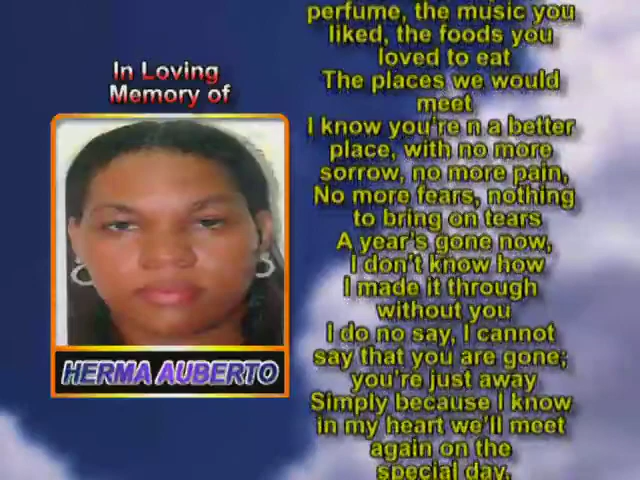 In Loving
Memory of
HERMA AUBERTO
perfume, the music you
liked, the foods you
loved to eat
The places we would
meet
I know you're n a better
place, with no more
sorrow, no more pain,
No more fears, nothing
to bring on tears
A year's gone now,
I don't know how
I made it through
without you
I do no say, I cannot
say that you are gone;
you're just away
Simply because I know
in my heart we'll meet
again on the
special day.